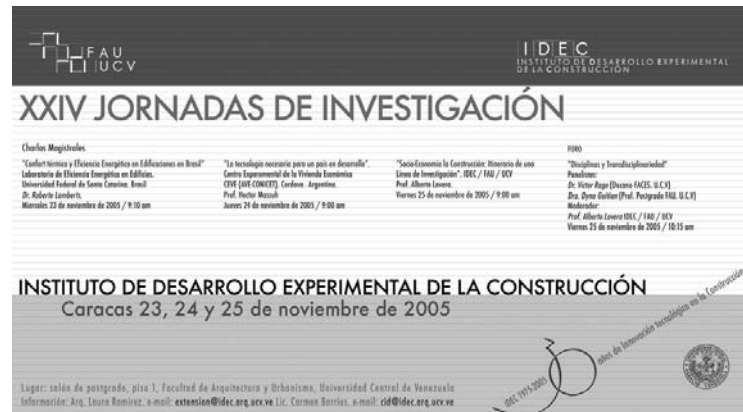 FAU
UCV
IDEC
INSTITUTO DE DESARROLLO EXPERIMENTAL
DE LA CONSTRUCCIÓN
XXIV JORNADAS DE INVESTIGACIÓN
Charlas Magistrales
"Confort térmico y Eficiencia Energética en Edificaciones en Brasil"
Laboratorio de Eficiencia Energética en Edificios.
Universidad Federal de Santa Catarina. Brasil
Dr. Roberto Lamberts.
Miercoles 23 de noviembre de 2005 / 9:10 am
"La tecnología necesaria para un país en desarrollo".
Centro Experimental de la Vivienda Económica
CEVE (AVE-CONICET). Cordova . Argentina.
Prof. Hector Massuh
Jueves 24 de noviembre de 2005 / 9:00 am
"Socio-Economía la Construcción: Itinerario de una
Línea de Investigación". IDEC / FAU / UCV
Prof. Alberto Lovera.
Viernes 25 de noviembre de 2005 / 9:00 am
FORO
"Disciplinas y Transdisciplinariedad"
Panelistas:
Dr. Víctor Rago (Decano FACES. U.C.V)
Dra. Dyna Guitian (Prof. Postgrado FAU. U.C.V)
Moderador:
Prof. Alberto Lovera IDEC / FAU / UCV
Viernes 25 de noviembre de 2005 / 10:15 am
INSTITUTO DE DESARROLLO EXPERIMENTAL DE LA CONSTRUCCIÓN
Caracas 23, 24 y 25 de noviembre de 2005
IDEC 1975-2005
30
años de Innovación tecnológica en la Construcción
Lugar: salón de postgrado, piso 1, Facultad de Arquitectura y Urbanismo, Universidad Central de Venezuela
Información: Arq. Laura Ramírez. e-mail: extension@idec.arq.ucv.ve Lic. Carmen Barrios. e-mail: cid@idec.arq.ucv.ve